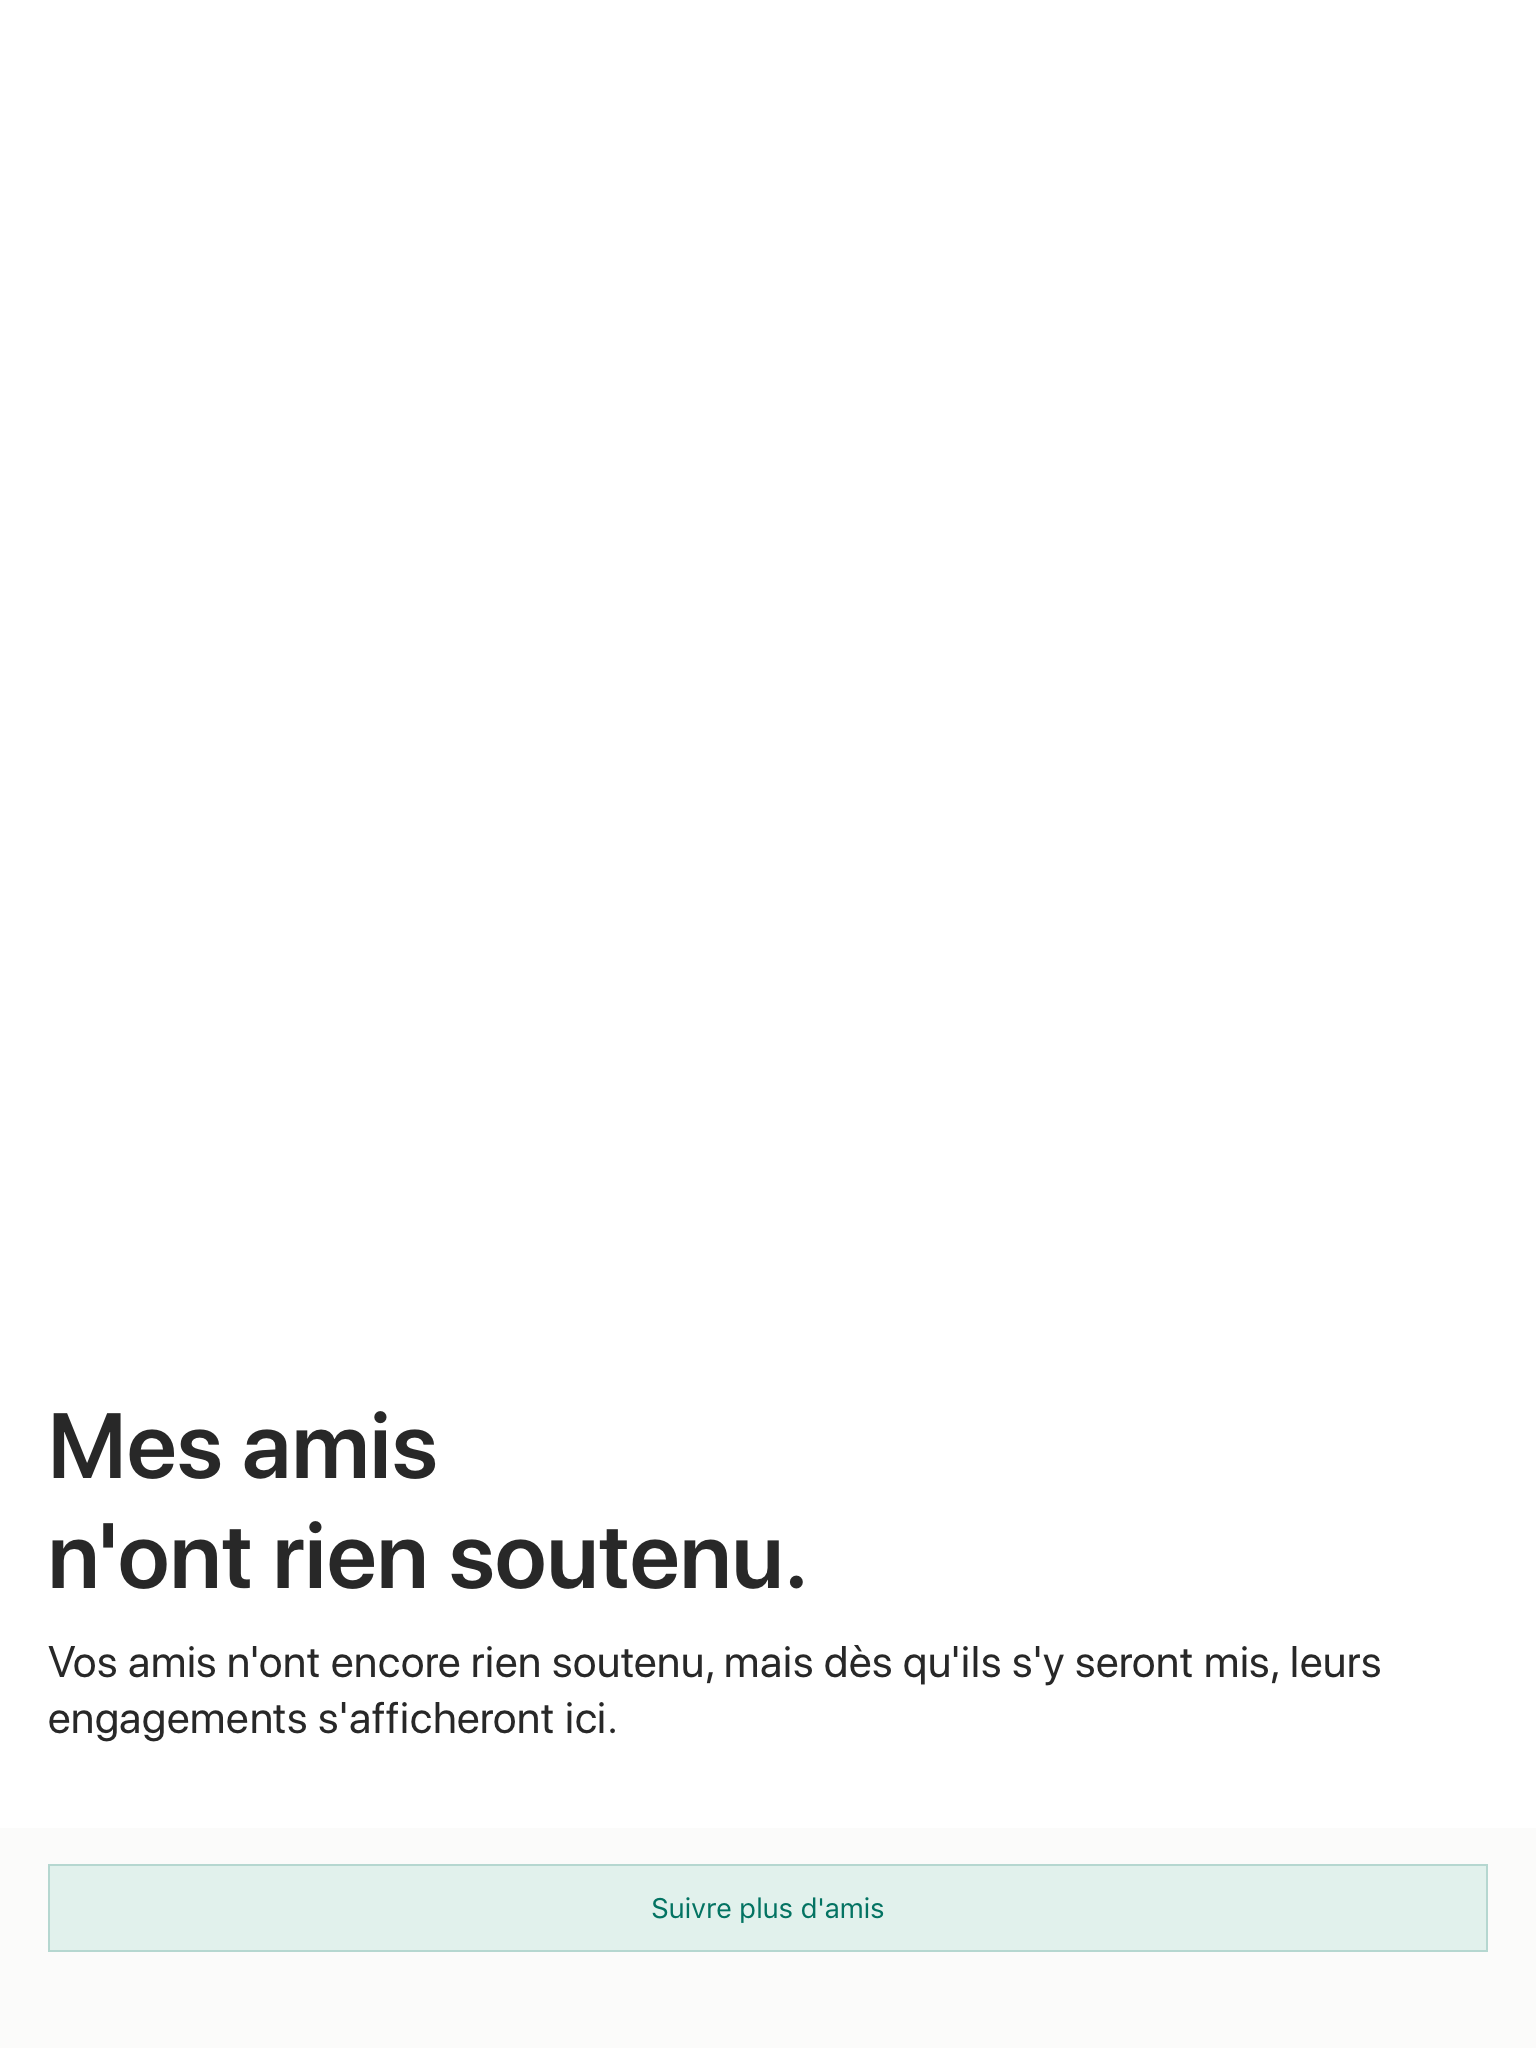 Mes amis
n'ont rien soutenu.
Vos amis n'ont encore rien soutenu, mais dès qu'ils s'y seront mis, leurs
engagements s'afficheront ici.
Suivre plus d'amis